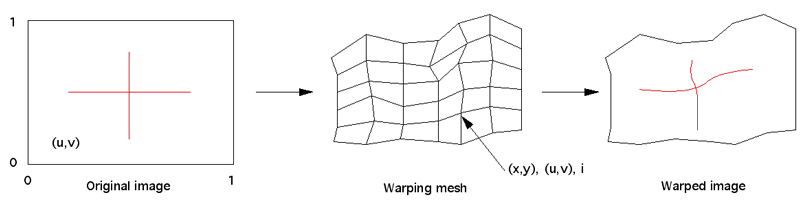 1
(u,v)
0
0
1
Original image
(x,y), (u,v), i
Warping mesh
Warped image